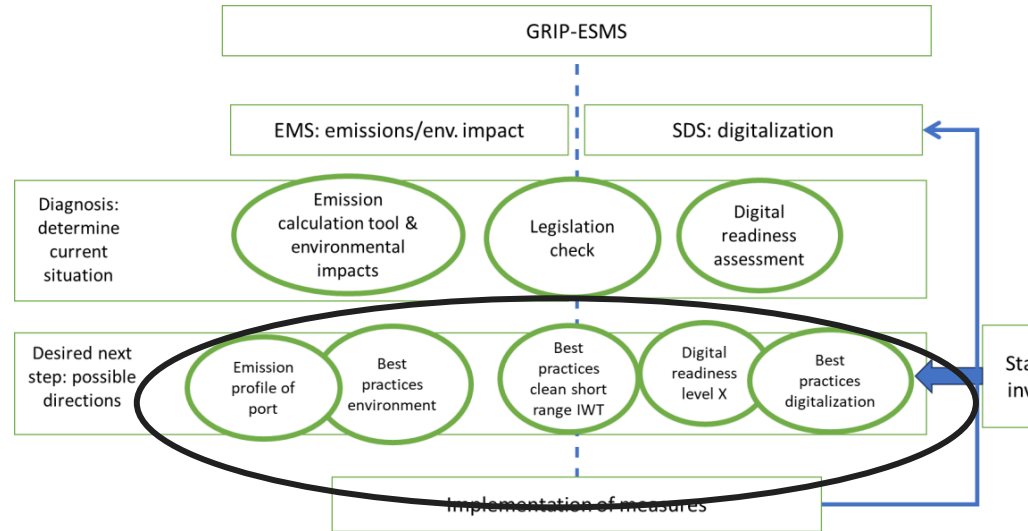 GRIP-ESMS
EMS: emissions/env. impact
SDS: digitalization
Diagnosis:
determine
current
situation
Emission
calculation tool &
environmental
impacts
Legislation
check
Digital
readiness
assessment
Desired next
step: possible
directions
Emission
profile of
port
Best
practices
environment
Best
practices
clean short
range IWT
Digital
readiness
level X
Best
practices
digitalization
Sta
inv
Implementation of measures